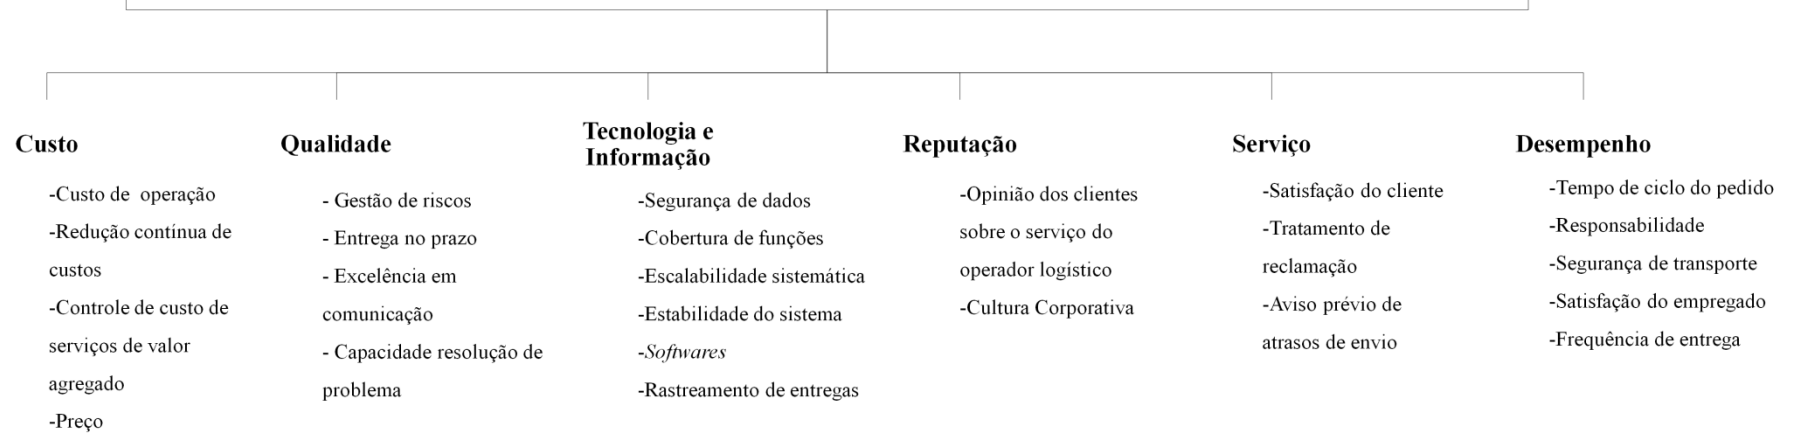 Custo
-Custo de operação
-Redução contínua de
custos
-Controle de custo de
serviços de valor
agregado
-Preço
Qualidade
- Gestão de riscos
- Entrega no prazo
- Excelência em
comunicação
- Capacidade resolução de
problema
Tecnologia e
Informação
-Segurança de dados
-Cobertura de funções
-Escalabilidade sistemática
-Estabilidade do sistema
-Softwares
-Rastreamento de entregas
Reputação
-Opinião dos clientes
sobre o serviço do
operador logístico
-Cultura Corporativa
Serviço
-Satisfação do cliente
-Tratamento de
reclamação
-Aviso prévio de
atrasos de envio
Desempenho
-Tempo de ciclo do pedido
-Responsabilidade
-Segurança de transporte
-Satisfação do empregado
-Frequência de entrega